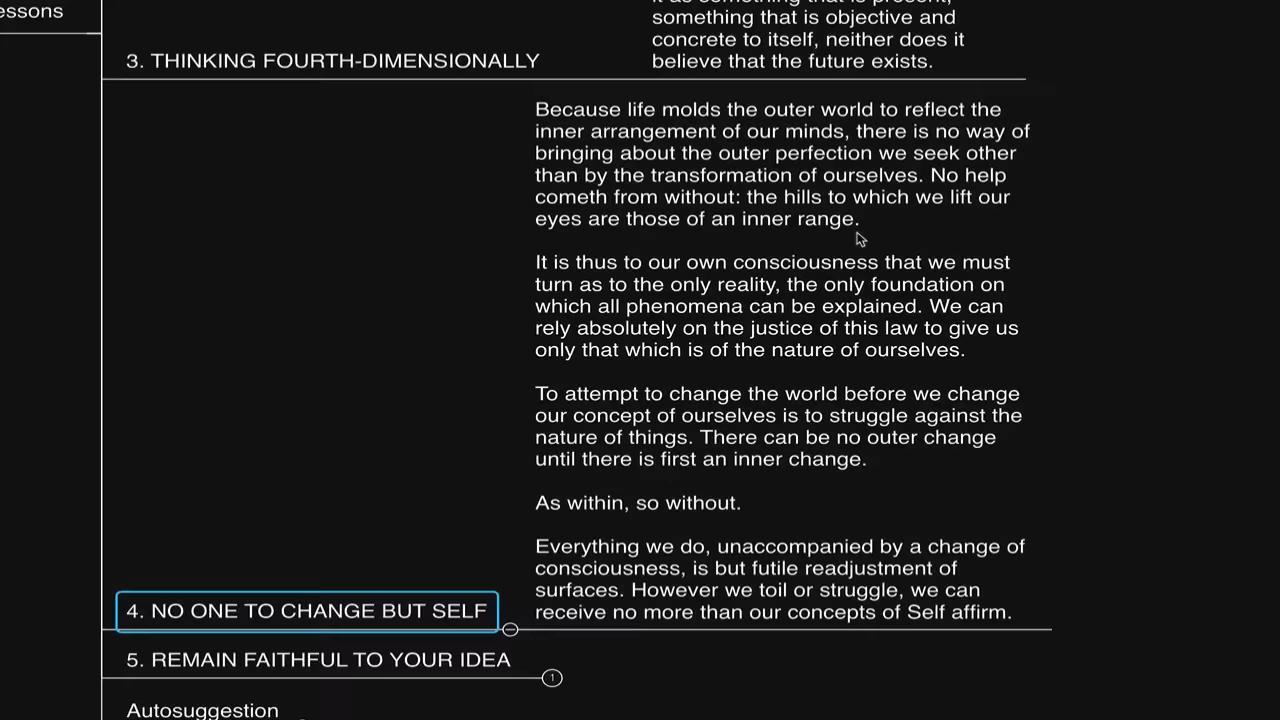 essons
it as something that is present,
something that is objective and
concrete to itself, neither does it
believe that the future exists.
3. THINKING FOURTH-DIMENSIONALLY
Because life molds the outer world to reflect the
inner arrangement of our minds, there is no way of
bringing about the outer perfection we seek other
than by the transformation of ourselves. No help
cometh from without: the hills to which we lift our
eyes are those of an inner range.
It is thus to our own consciousness that we must
turn as to the only reality, the only foundation on
which all phenomena can be explained. We can
rely absolutely on the justice of this law to give us
only that which is of the nature of ourselves.
To attempt to change the world before we change
our concept of ourselves is to struggle against the
nature of things. There can be no outer change
until there is first an inner change.
As within, so without.
Everything we do, unaccompanied by a change of
consciousness, is but futile readjustment of
surfaces. However we toil or struggle, we can
receive no more than our concepts of Self affirm.
4. NO ONE TO CHANGE BUT SELF
5. REMAIN FAITHFUL TO YOUR IDEA
1
Autosuggestion